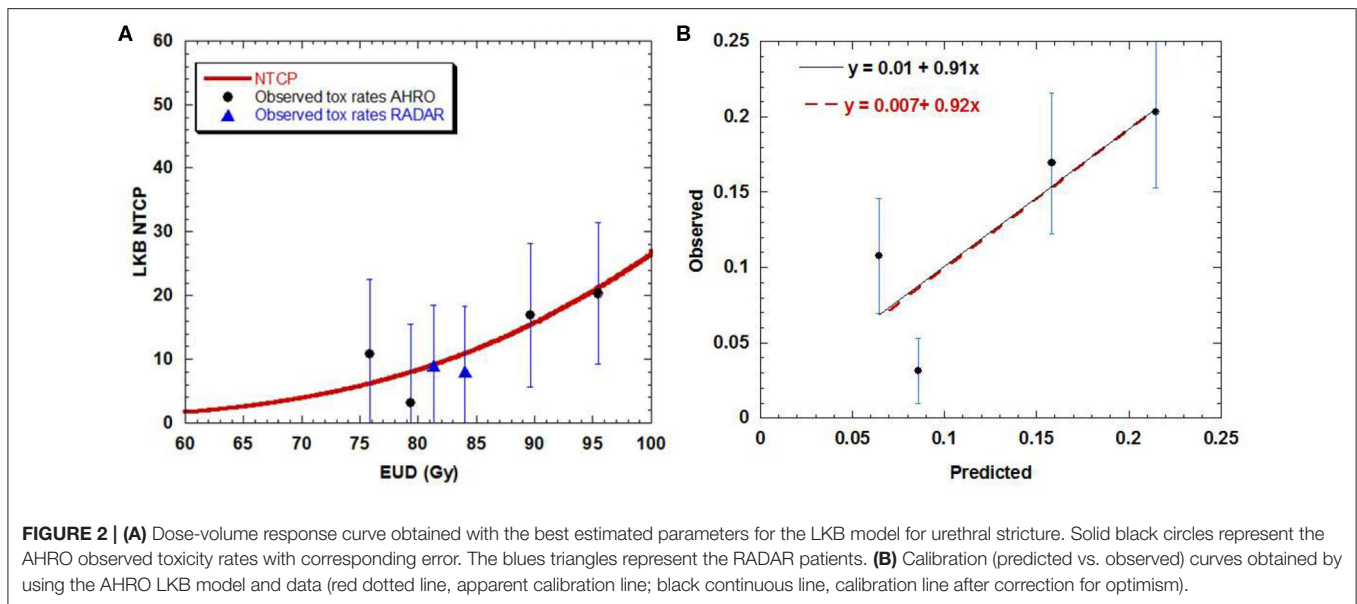 A
60
50
40
30
20
10
0
LKB NTCP
NTCP
Observed tox rates AHRO
Observed tox rates RADAR
60 65 70 75 80 85 90 95 100
EUD (Gy)
B
0.25
0.2
0.15
0.1
0.05
0
Observed
y = 0.01 + 0.91x
y = 0.007+ 0.92x
0 0.05 0.1 0.15 0.2 0.25
Predicted
FIGURE 2 | (A) Dose-volume response curve obtained with the best estimated parameters for the LKB model for urethral stricture. Solid black circles represent the
AHRO observed toxicity rates with corresponding error. The blues triangles represent the RADAR patients. (B) Calibration (predicted vs. observed) curves obtained by
using the AHRO LKB model and data (red dotted line, apparent calibration line; black continuous line, calibration line after correction for optimism).